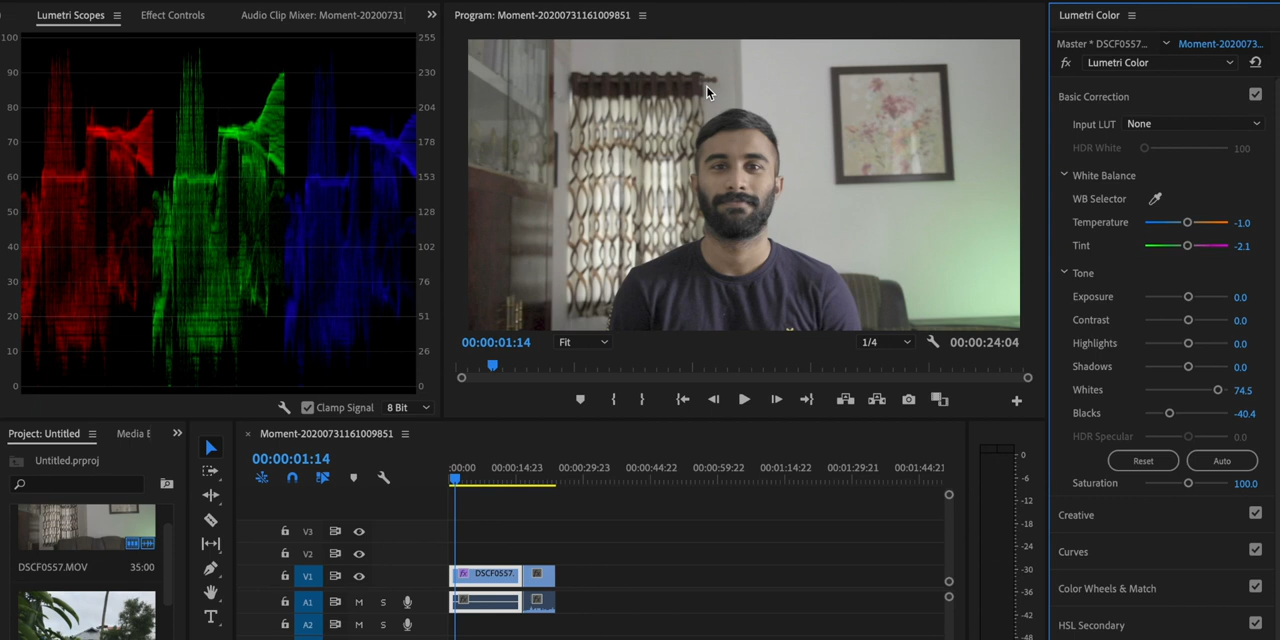 Lumetri Scopes
Effect Controls
Audio Clip Mixer: Moment-20200731
100
90
80
70
60
50
40
30
20
10
0
255
230
204
178
153
128
102
76
51
26
0
Clamp Signal
8 Bit
Program: Moment-20200731161009851
00:00:01:14
Fit
1/4
00:00:24:04
Lumetri Color
Master * DSCF0557...
Moment-2020073...
fx
Lumetri Color
Basic Correction
Input LUT
None
HDR White
100
White Balance
WB Selector
Temperature
-1.0
Tint
-2.1
Tone
Exposure
0.0
Contrast
0.0
Highlights
0.0
Shadows
0.0
Whites
74.5
Blacks
-40.4
HDR Specular
0.0
Reset
Auto
Saturation
100.0
Creative
Curves
Color Wheels & Match
HSL Secondary
Project: Untitled
Media E
Untitled.prproj
DSCF0557.MOV
35:00
Moment-20200731161009851
00:00:01:14
:00:00
00:00:14:23
00:00:29:23
00:00:44:22
00:00:59:22
00:01:14:22
00:01:29:21
00:01:44:21
V3
V2
V1
fx
DSCF0557.
fx
A1
M
S
A2
M
S
T
0
-6
-12
-18
-24
-30
-36
-42
-48